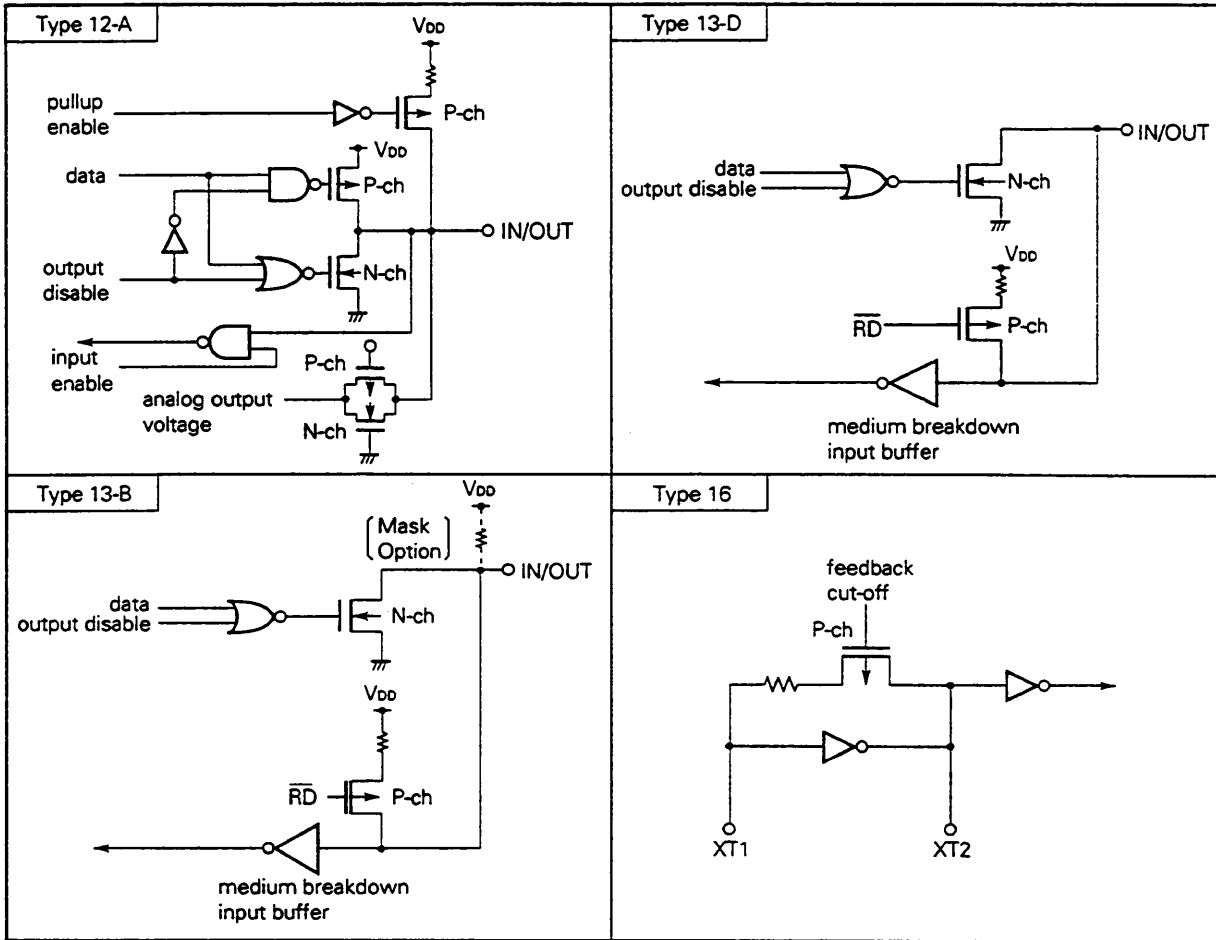 Type 12-A
VDD
pullup
enable
P-ch
VDD
data
P-ch
IN/OUT
output
disable
N-ch
input
enable
P-ch
analog output
voltage
N-ch
Type 13-D
IN/OUT
data
output disable
N-ch
VDD
RD
P-ch
medium breakdown
input buffer
Type 13-B
VDD
(Mask
Option)
IN/OUT
data
output disable
N-ch
VDD
RD
P-ch
medium breakdown
input buffer
Type 16
feedback
cut-off
P-ch
XT1
XT2